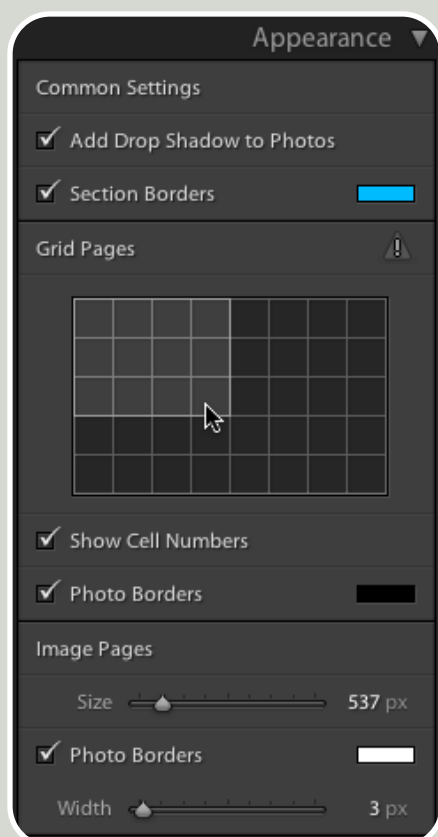 Appearance
Common Settings
Add Drop Shadow to Photos
Section Borders
Grid Pages
Show Cell Numbers
Photo Borders
Image Pages
Size 537 px
Photo Borders
Width 3 px